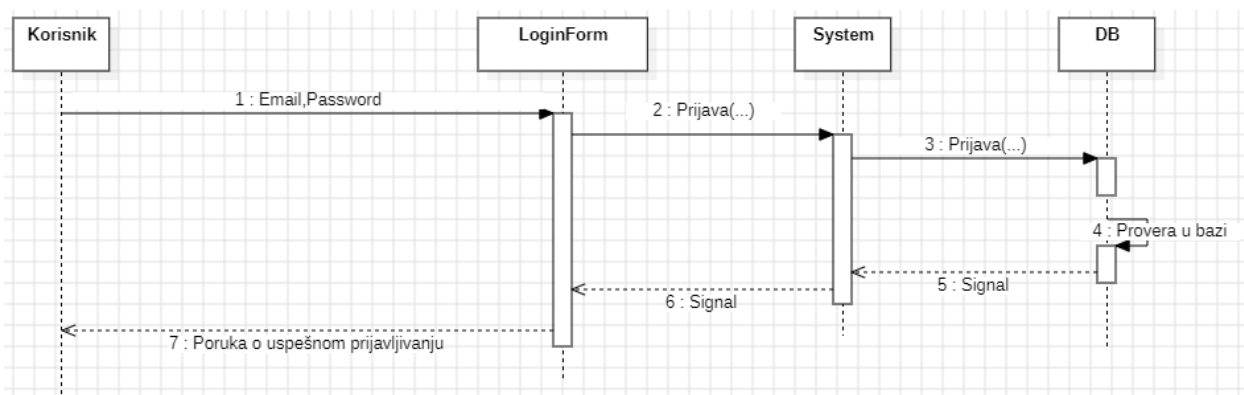 Korisnik
LoginForm
System
DB
1 : Email,Password
2 : Prijava(...)
3 : Prijava(...)
4 : Provera u bazi
5 : Signal
6 : Signal
7 : Poruka o uspešnom prijavljivanju